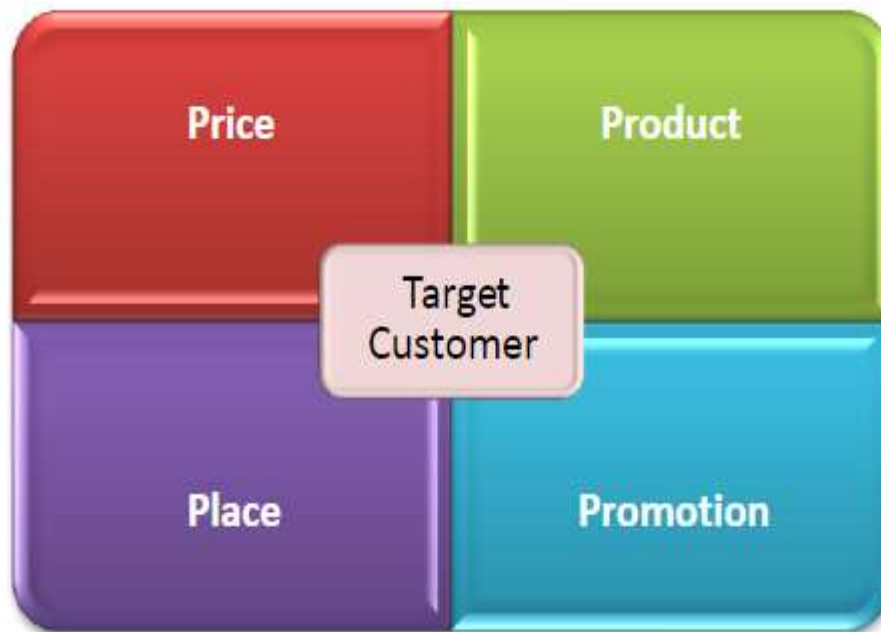 Price
Product
Target
Customer
Place
Promotion